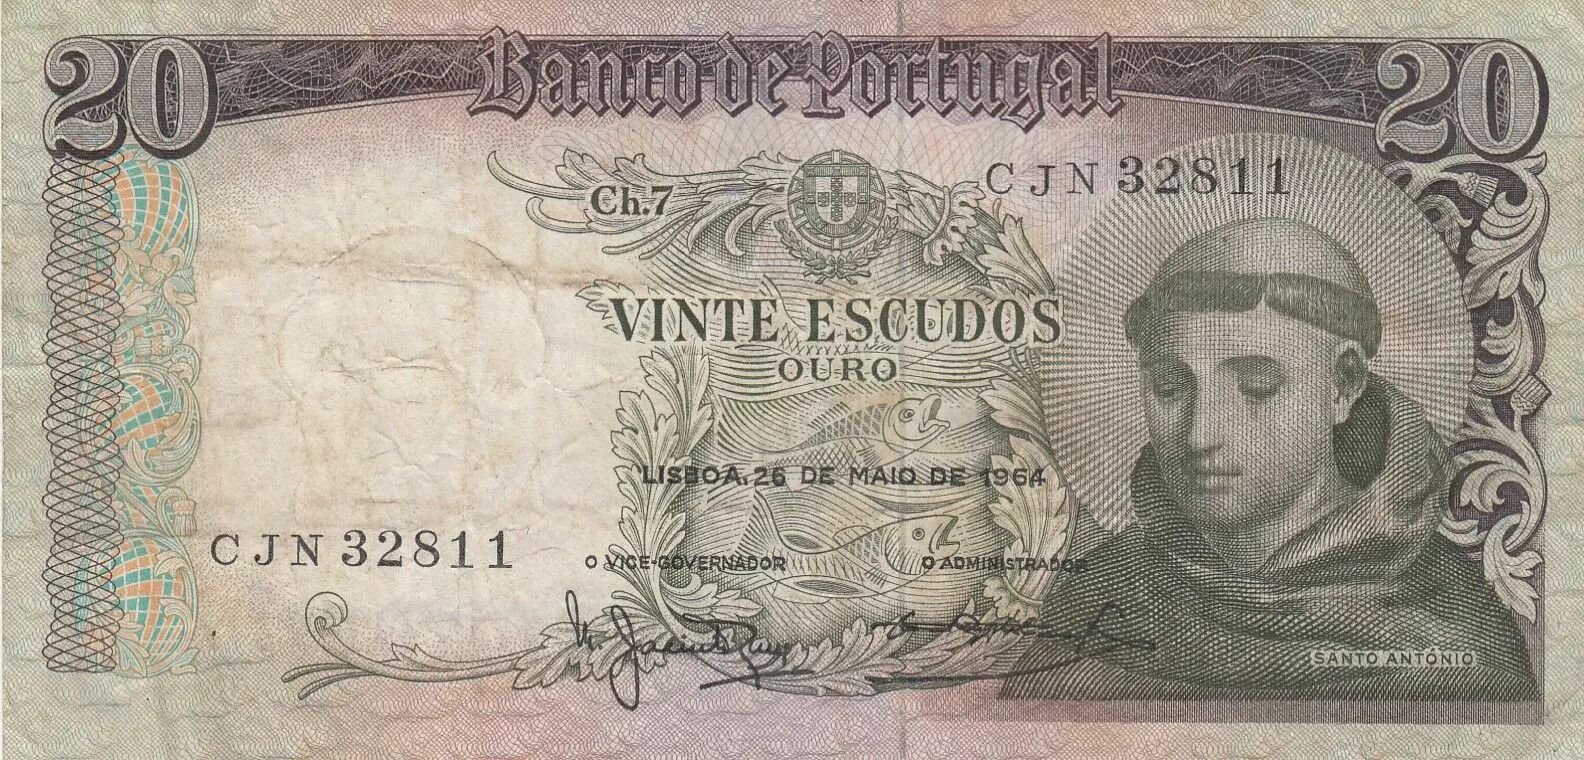 20 Banco de Portugal 20
CJN 32811
Ch. 7
VINTE ESCUDOS
OURO
LISBOA, 26 DE MAIO DE 1964
CJN 32811
O VICE-GOVERNADOR O ADMINISTRADOR
SANTO ANTÓNIO